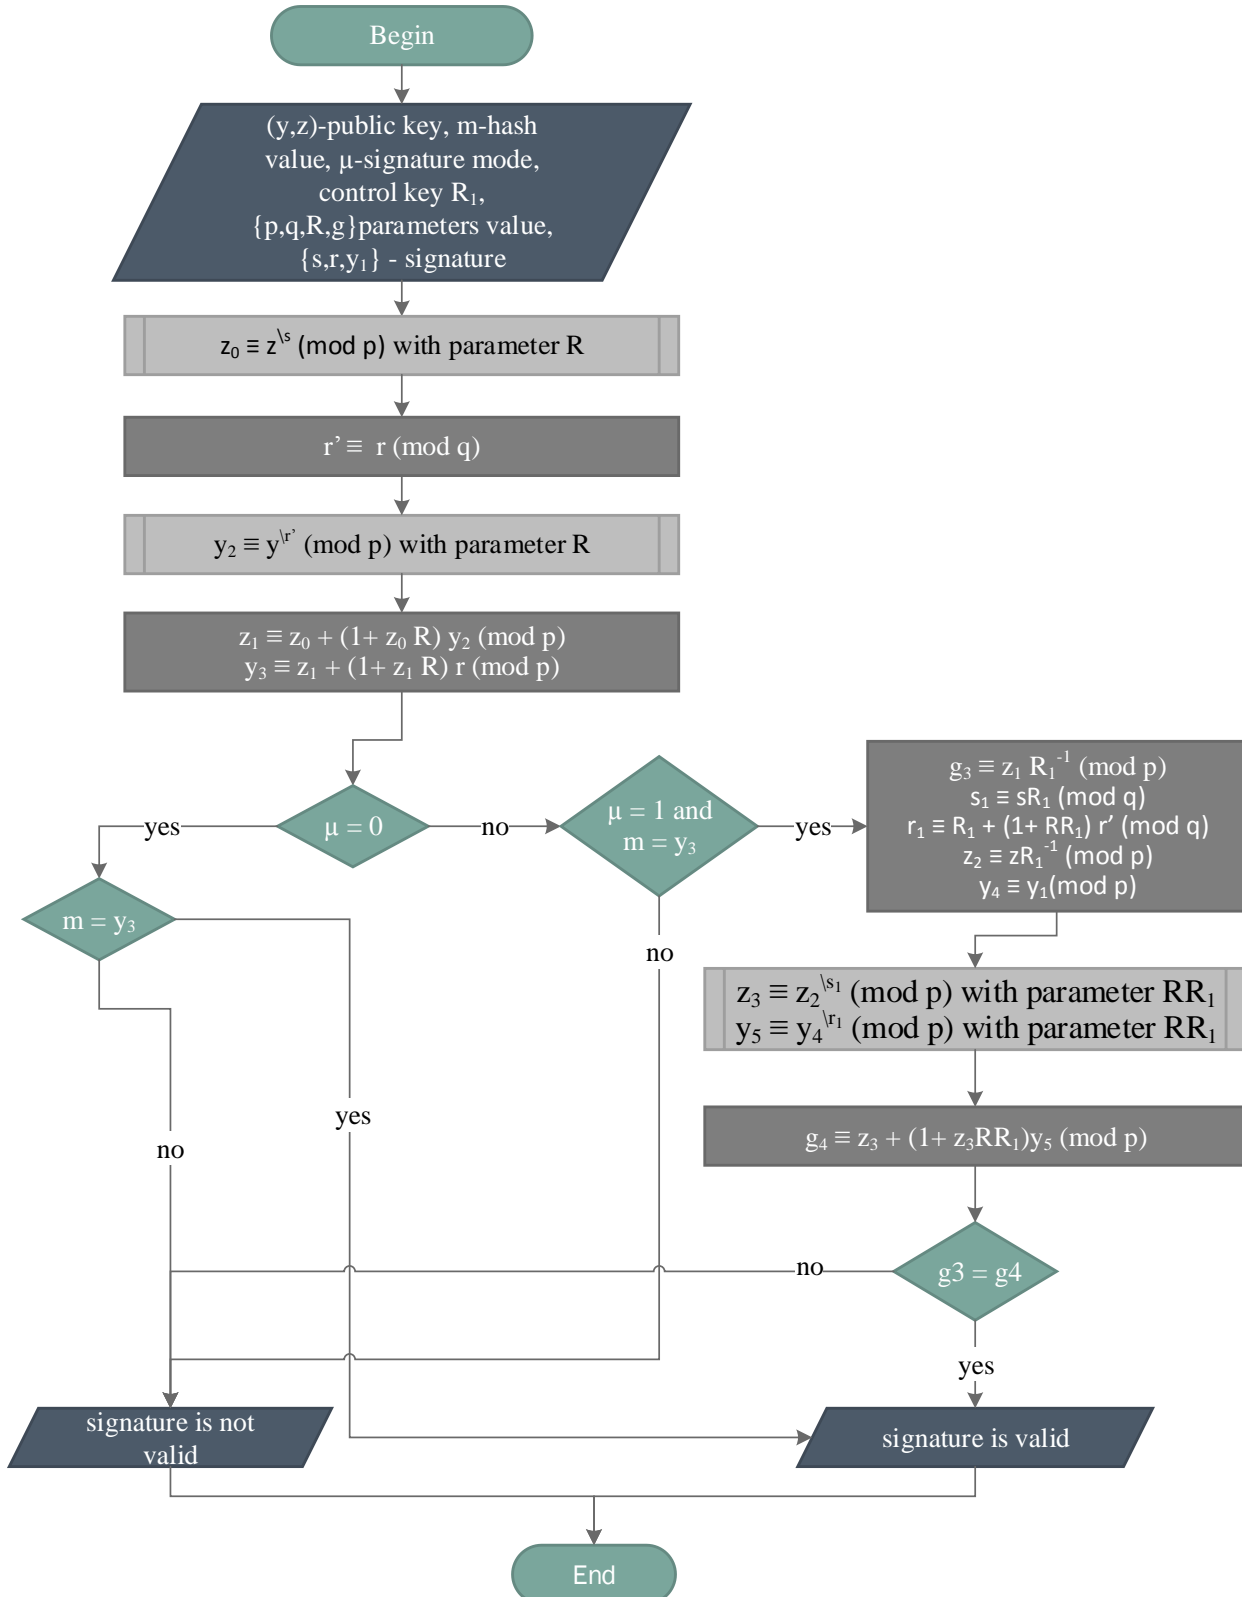 Begin
(y,z)-public key, m-hash
value, μ-signature mode,
control key R₁,
{p,q,R,g}parameters value,
{s,r,y₁} - signature
z₀ ≡ z^\s (mod p) with parameter R
r’ ≡ r (mod q)
y₂ ≡ y^\r’ (mod p) with parameter R
z₁ ≡ z₀ + (1+ z₀ R) y₂ (mod p)
y₃ ≡ z₁ + (1+ z₁ R) r (mod p)
μ = 0
yes
no
μ = 1 and
m = y₃
yes
g₃ ≡ z₁ R₁⁻¹ (mod p)
s₁ ≡ sR₁ (mod q)
r₁ ≡ R₁ + (1+ RR₁) r’ (mod q)
z₂ ≡ zR₁⁻¹ (mod p)
y₄ ≡ y₁(mod p)
m = y₃
no
z₃ ≡ z₂^\s₁ (mod p) with parameter RR₁
y₅ ≡ y₄^\r₁ (mod p) with parameter RR₁
yes
no
g₄ ≡ z₃ + (1+ z₃RR₁)y₅ (mod p)
no
g3 = g4
yes
signature is not
valid
signature is valid
End